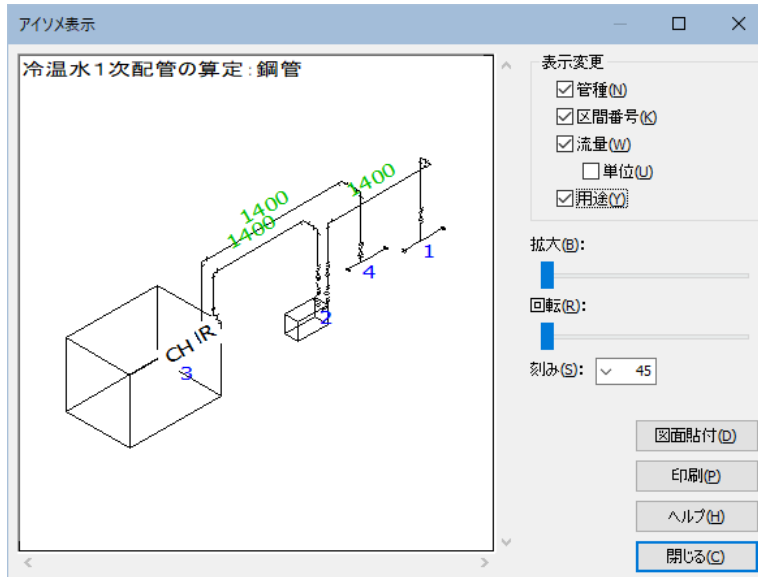 アイソメ表示
冷温水1次配管の算定:鋼管
1400
1400
1400
1
4
2
CH
IR
3
表示変更
管種(N)
区間番号(K)
流量(W)
単位(U)
用途(Y)
拡大(B):
回転(R):
刻み(S):
45
図面貼付(D)
印刷(P)
ヘルプ(H)
閉じる(C)